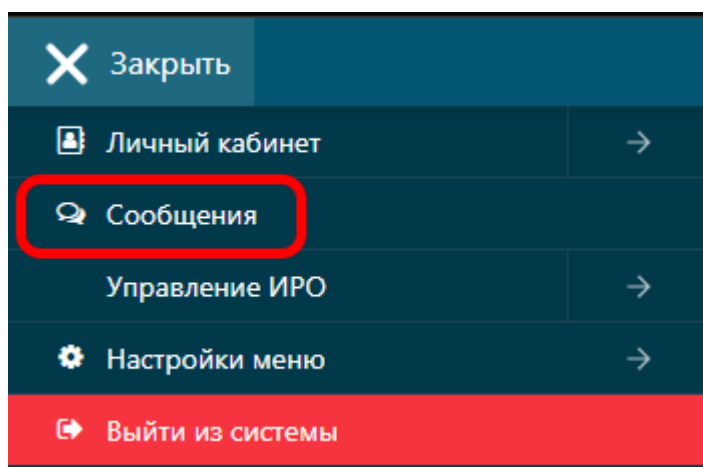 Закрыть
Личный кабинет
Сообщения
Управление ИРО
Настройки меню
Выйти из системы